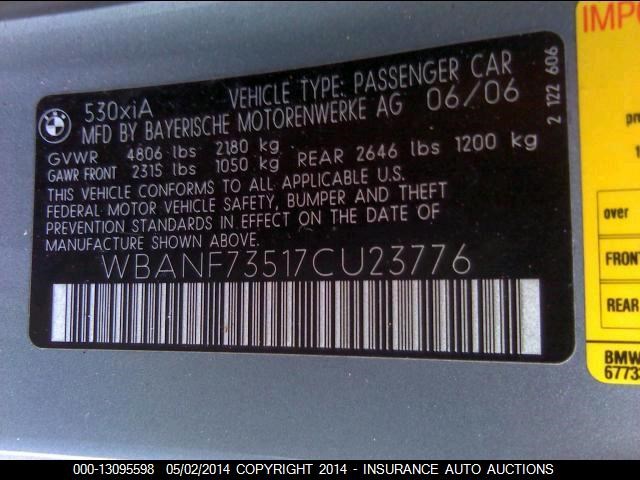 BMW
530xiA
VEHICLE TYPE: PASSENGER CAR
MFD BY BAYERISCHE MOTORENWERKE AG 06/06
GVWR 4806 lbs 2180 kg
GAWR FRONT 2315 lbs 1050 kg REAR 2646 lbs 1200 kg
THIS VEHICLE CONFORMS TO ALL APPLICABLE U.S.
FEDERAL MOTOR VEHICLE SAFETY, BUMPER AND THEFT
PREVENTION STANDARDS IN EFFECT ON THE DATE OF
MANUFACTURE SHOWN ABOVE.
WBANF73517CU23776
2 122 606
over
FRONT
REAR
BMW
000-13095598 05/02/2014 COPYRIGHT 2014 - INSURANCE AUTO AUCTIONS